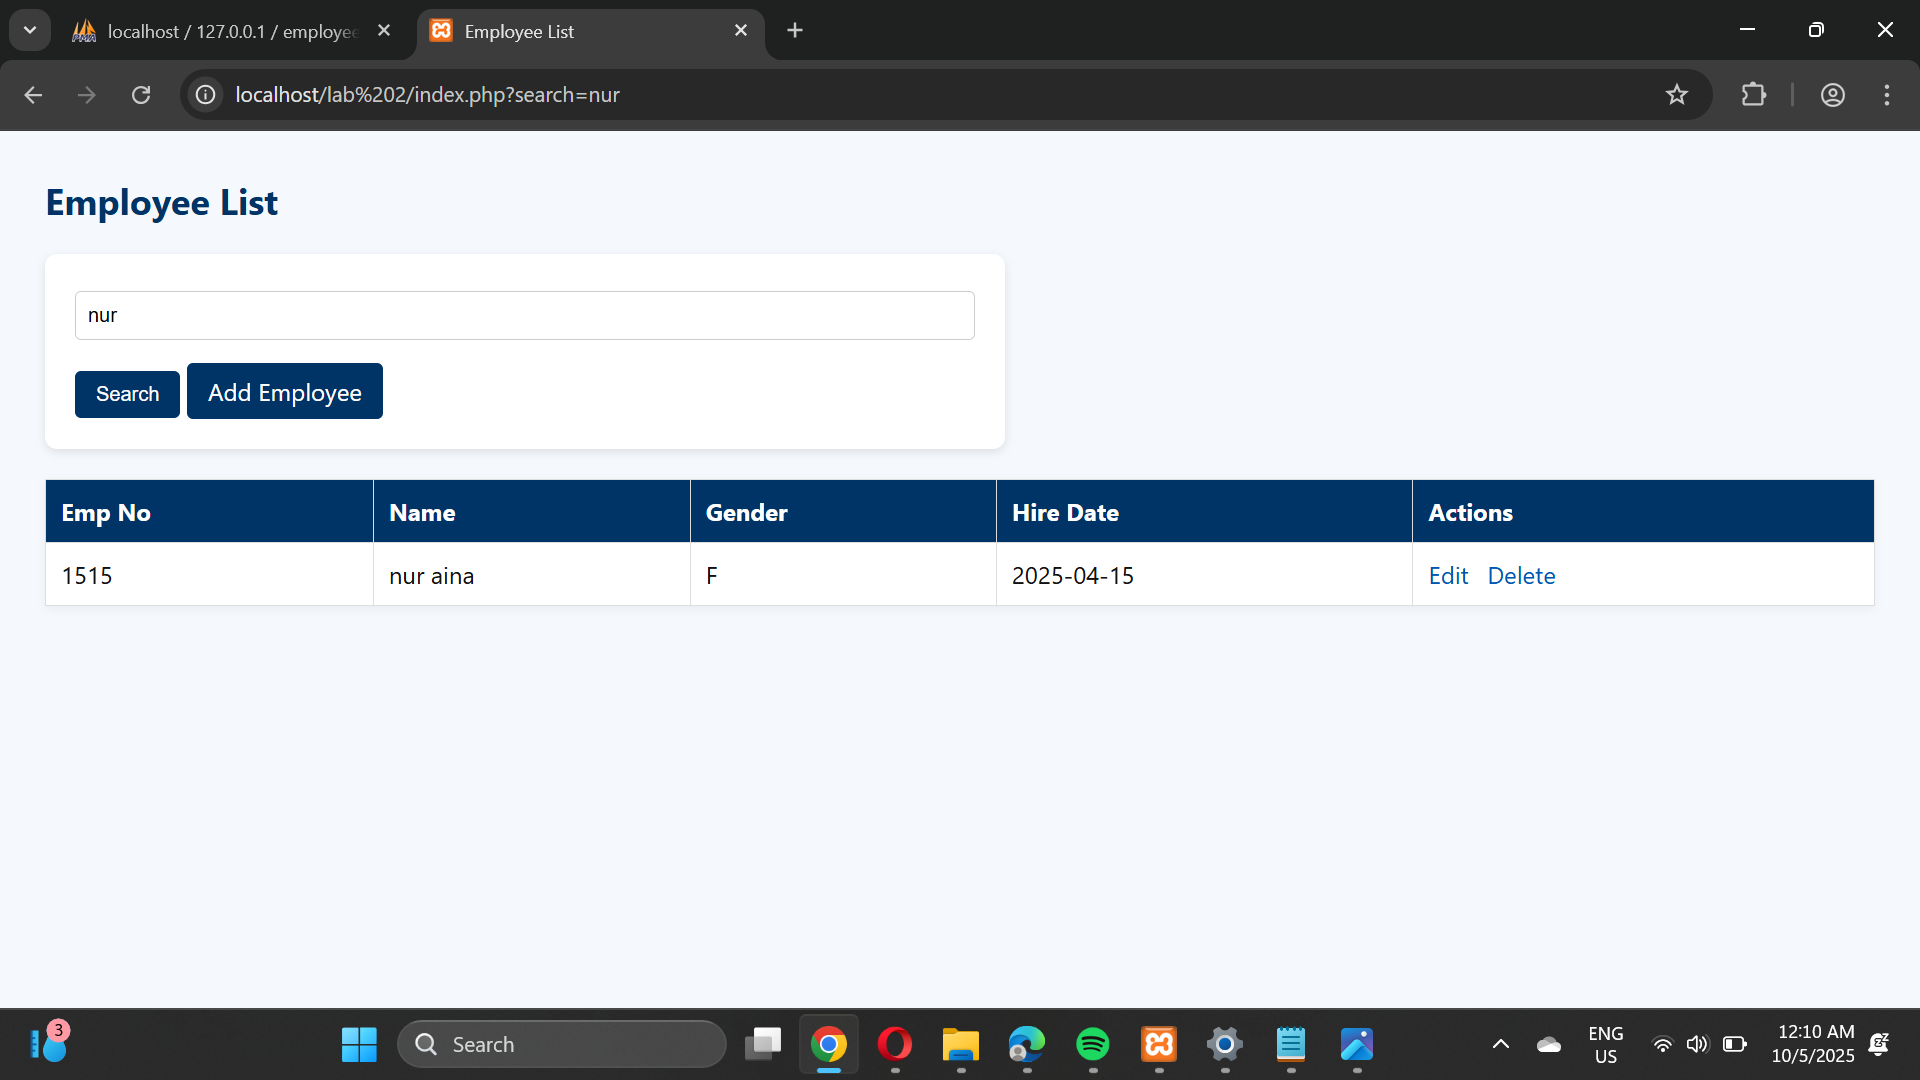 localhost / 127.0.0.1 / employee
Employee List
localhost/lab%202/index.php?search=nur
Employee List
nur
Search
Add Employee
Emp No Name Gender Hire Date Actions
1515 nur aina F 2025-04-15 Edit Delete
3
Search
ENG
US
12:10 AM
10/5/2025